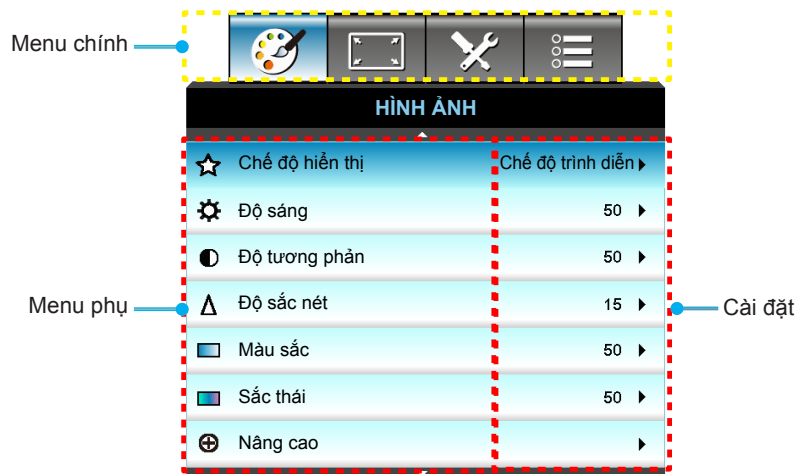 Menu chính
HÌNH ẢNH
Chế độ hiển thị Chế độ trình diễn
Độ sáng 50
Độ tương phản 50
Menu phụ
Độ sắc nét 15
Cài đặt
Màu sắc 50
Sắc thái 50
Nâng cao